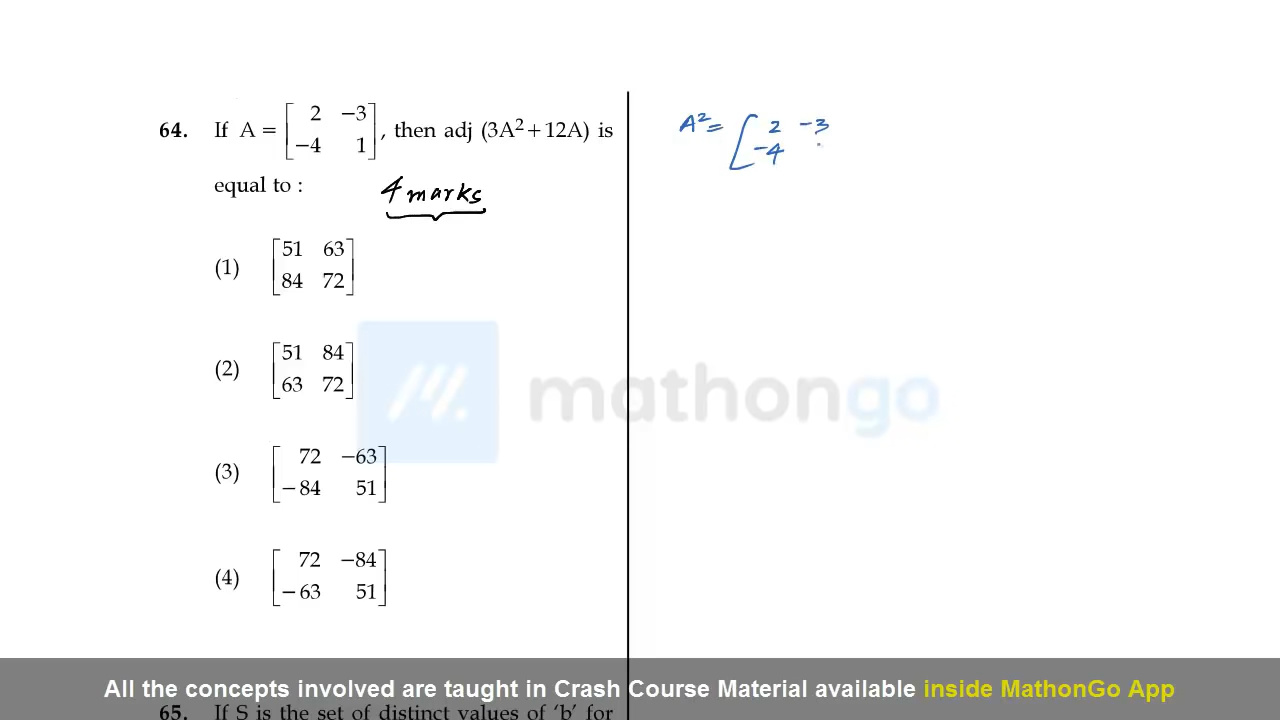 64. If A = [ 2 −3
−4 1 ], then adj (3A² + 12A) is
equal to :
4 marks
(1) [ 51 63
84 72 ]
(2) [ 51 84
63 72 ]
(3) [ 72 −63
−84 51 ]
(4) [ 72 −84
−63 51 ]
A² = [ 2 -3
-4
mathongo
All the concepts involved are taught in Crash Course Material available inside MathonGo App
65. If S is the set of distinct values of 'b' for